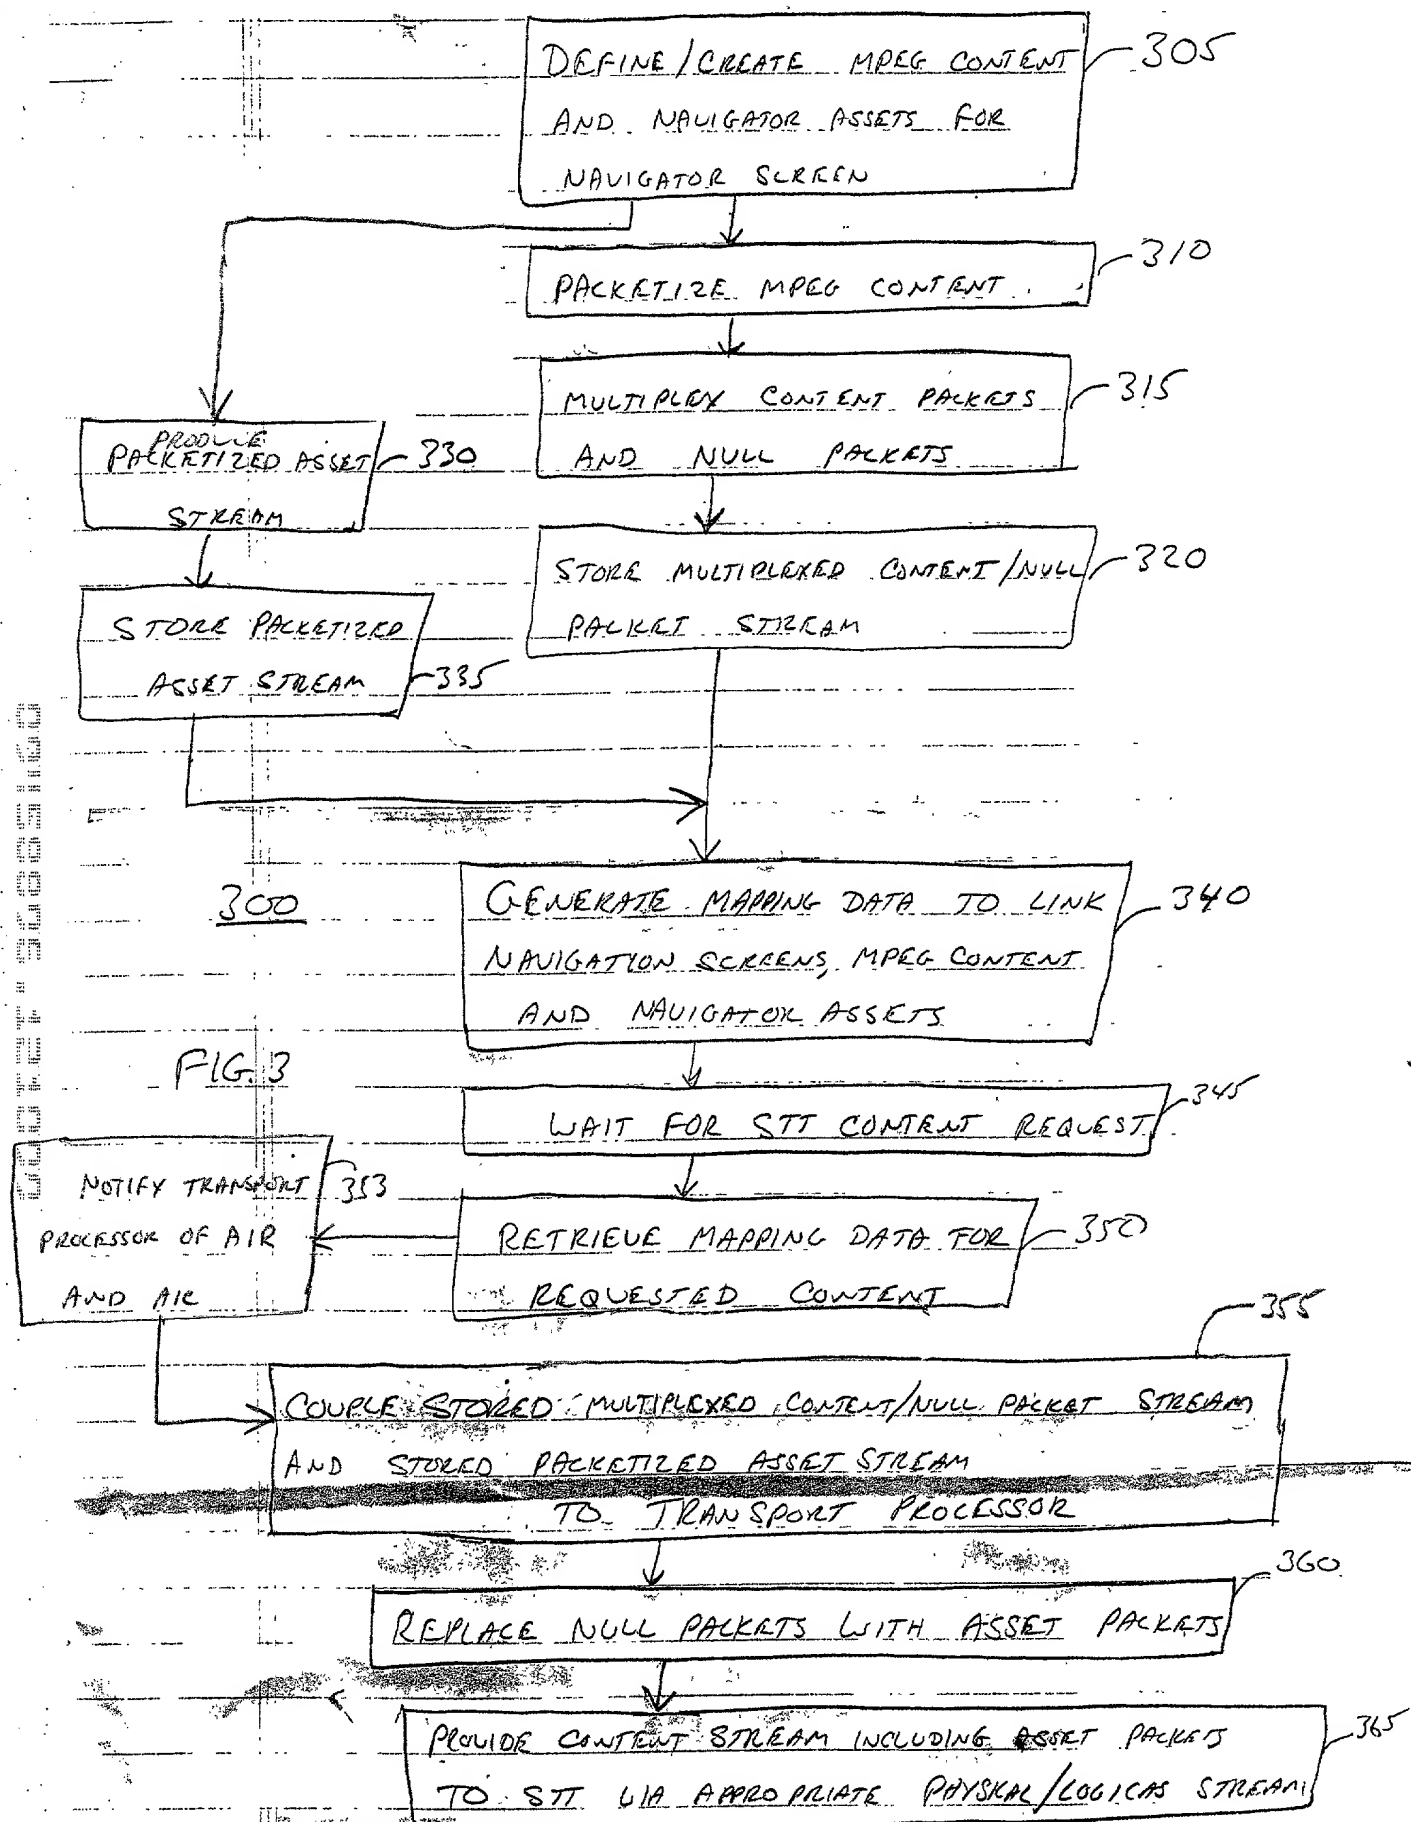 DEFINE/CREATE MPEG CONTENT
AND NAVIGATOR ASSETS FOR
NAVIGATOR SCREEN
305
PACKETIZE MPEG CONTENT
310
MULTIPLEX CONTENT PACKETS
AND NULL PACKETS
315
PRODUCE
PACKETIZED ASSET
STREAM
330
STORE MULTIPLEXED CONTENT/NULL
PACKET STREAM
320
STORE PACKETIZED
ASSET STREAM
335
300
GENERATE MAPPING DATA TO LINK
NAVIGATION SCREENS, MPEG CONTENT
AND NAVIGATOR ASSETS
340
FIG. 3
WAIT FOR STT CONTENT REQUEST
345
NOTIFY TRANSPORT
PROCESSOR OF AIR
AND AIR
353
RETRIEVE MAPPING DATA FOR
REQUESTED CONTENT
350
355
COUPLE STORED MULTIPLEXED CONTENT/NULL PACKET STREAM
AND STORED PACKETIZED ASSET STREAM
TO TRANSPORT PROCESSOR
360
REPLACE NULL PACKETS WITH ASSET PACKETS
365
PROVIDE CONTENT STREAM INCLUDING ASSET PACKETS
TO STT VIA APPROPRIATE PHYSICAL/LOGICAL STREAM